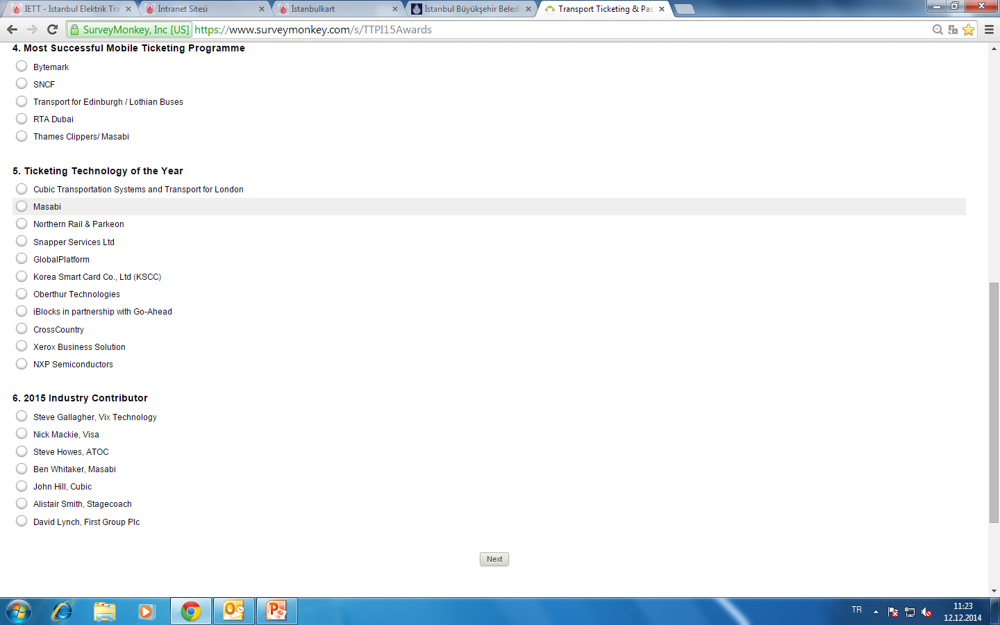 İETT - İstanbul Elektrik Tra
İntranet Sitesi
İstanbulkart
İstanbul Büyükşehir Beledi
Transport Ticketing & Pas
SurveyMonkey, Inc [US]
https://www.surveymonkey.com/s/TTPI15Awards
4. Most Successful Mobile Ticketing Programme
Bytemark
SNCF
Transport for Edinburgh / Lothian Buses
RTA Dubai
Thames Clippers/ Masabi
5. Ticketing Technology of the Year
Cubic Transportation Systems and Transport for London
Masabi
Northern Rail & Parkeon
Snapper Services Ltd
GlobalPlatform
Korea Smart Card Co., Ltd (KSCC)
Oberthur Technologies
iBlocks in partnership with Go-Ahead
CrossCountry
Xerox Business Solution
NXP Semiconductors
6. 2015 Industry Contributor
Steve Gallagher, Vix Technology
Nick Mackie, Visa
Steve Howes, ATOC
Ben Whitaker, Masabi
John Hill, Cubic
Alistair Smith, Stagecoach
David Lynch, First Group Plc
Next
TR
11:23
12.12.2014